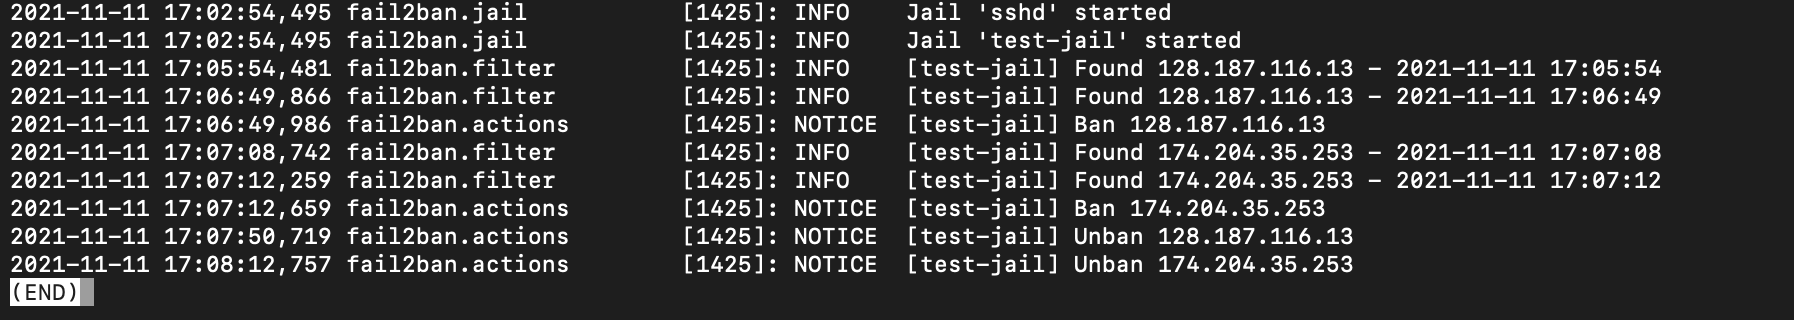 2021-11-11 17:02:54,495 fail2ban.jail [1425]: INFO Jail 'sshd' started
2021-11-11 17:02:54,495 fail2ban.jail [1425]: INFO Jail 'test-jail' started
2021-11-11 17:05:54,481 fail2ban.filter [1425]: INFO [test-jail] Found 128.187.116.13 - 2021-11-11 17:05:54
2021-11-11 17:06:49,866 fail2ban.filter [1425]: INFO [test-jail] Found 128.187.116.13 - 2021-11-11 17:06:49
2021-11-11 17:06:49,986 fail2ban.actions [1425]: NOTICE [test-jail] Ban 128.187.116.13
2021-11-11 17:07:08,742 fail2ban.filter [1425]: INFO [test-jail] Found 174.204.35.253 - 2021-11-11 17:07:08
2021-11-11 17:07:12,259 fail2ban.filter [1425]: INFO [test-jail] Found 174.204.35.253 - 2021-11-11 17:07:12
2021-11-11 17:07:12,659 fail2ban.actions [1425]: NOTICE [test-jail] Ban 174.204.35.253
2021-11-11 17:07:50,719 fail2ban.actions [1425]: NOTICE [test-jail] Unban 128.187.116.13
2021-11-11 17:08:12,757 fail2ban.actions [1425]: NOTICE [test-jail] Unban 174.204.35.253
(END)